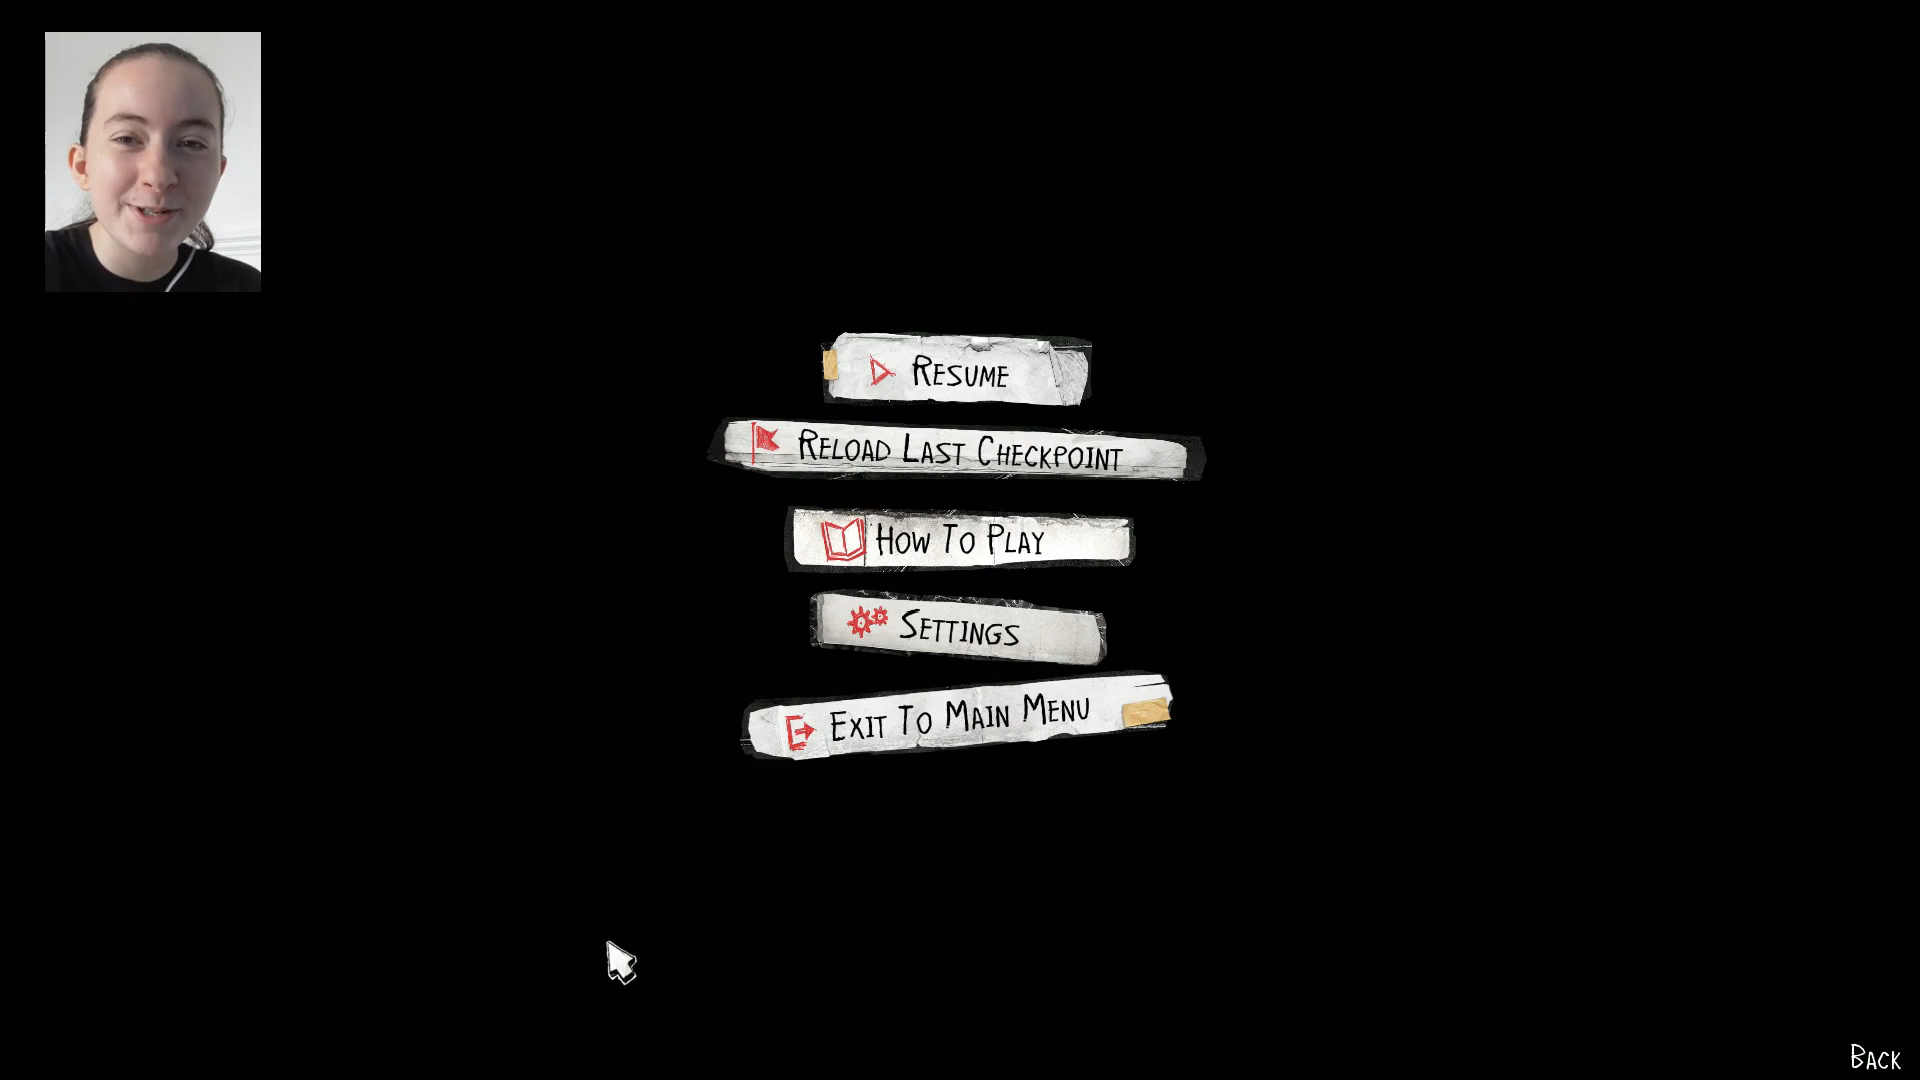 Resume
Reload Last Checkpoint
How To Play
Settings
Exit To Main Menu
Back